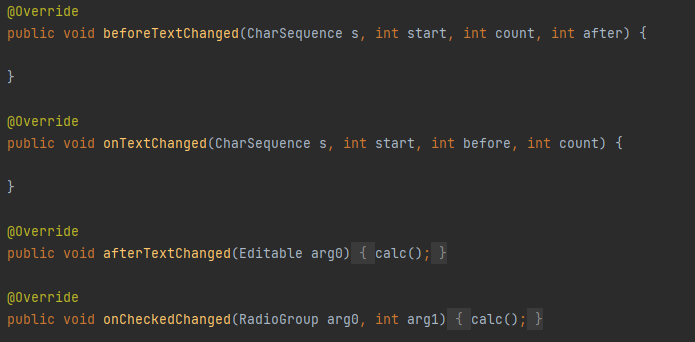 @Override
public void beforeTextChanged(CharSequence s, int start, int count, int after) {
}
@Override
public void onTextChanged(CharSequence s, int start, int before, int count) {
}
@Override
public void afterTextChanged(Editable arg0) { calc(); }
@Override
public void onCheckedChanged(RadioGroup arg0, int arg1) { calc(); }